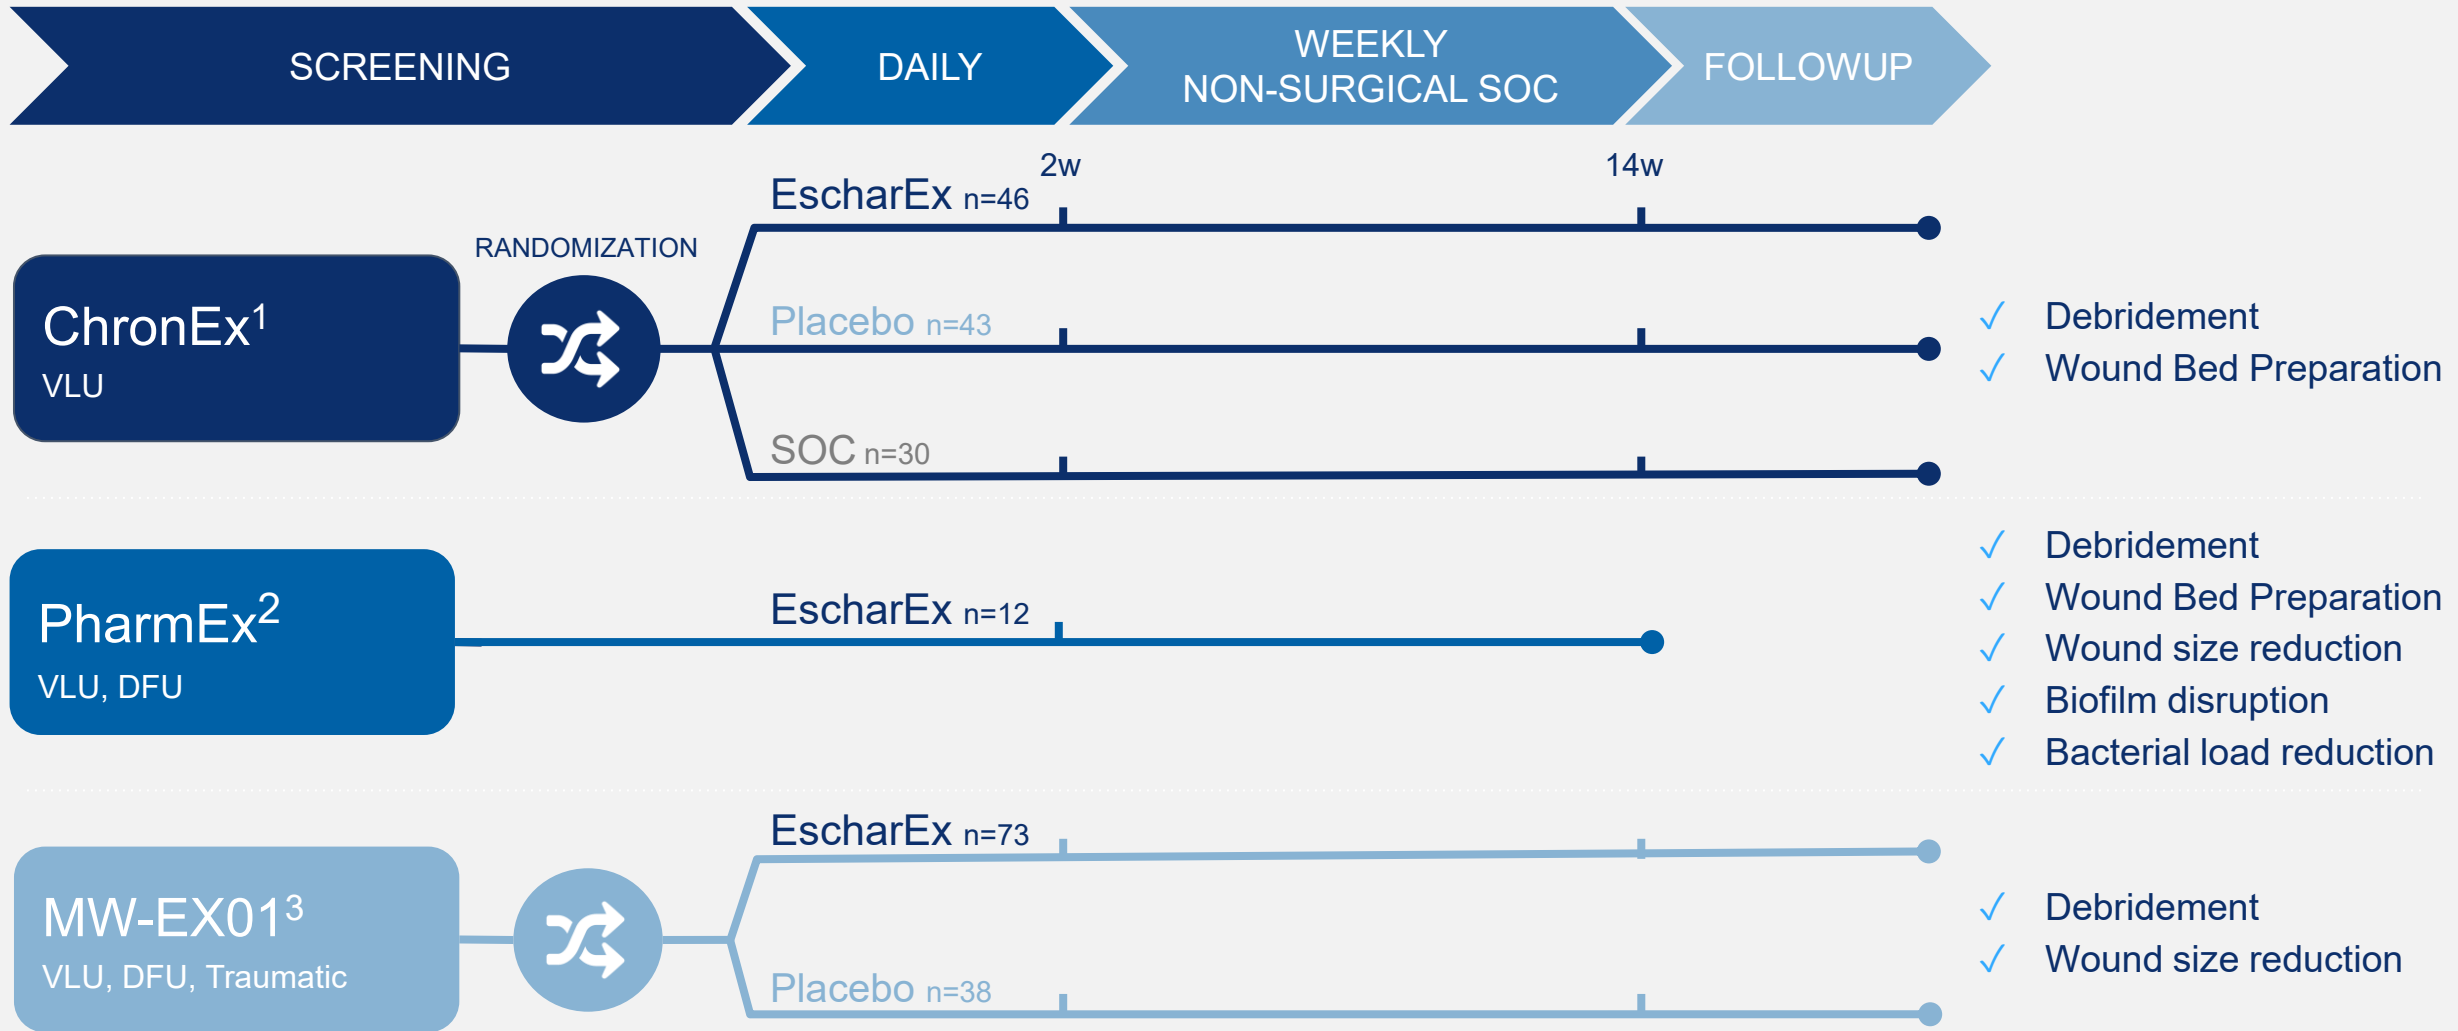 SCREENING
DAILY
WEEKLY
NON-SURGICAL SOC
FOLLOWUP
2w
14w
EscharEx n=46
RANDOMIZATION
ChronEx¹
VLU
Placebo n=43
SOC n=30
✓ Debridement
✓ Wound Bed Preparation
PharmEx²
VLU, DFU
EscharEx n=12
✓ Debridement
✓ Wound Bed Preparation
✓ Wound size reduction
✓ Biofilm disruption
✓ Bacterial load reduction
MW-EX01³
VLU, DFU, Traumatic
EscharEx n=73
Placebo n=38
✓ Debridement
✓ Wound size reduction